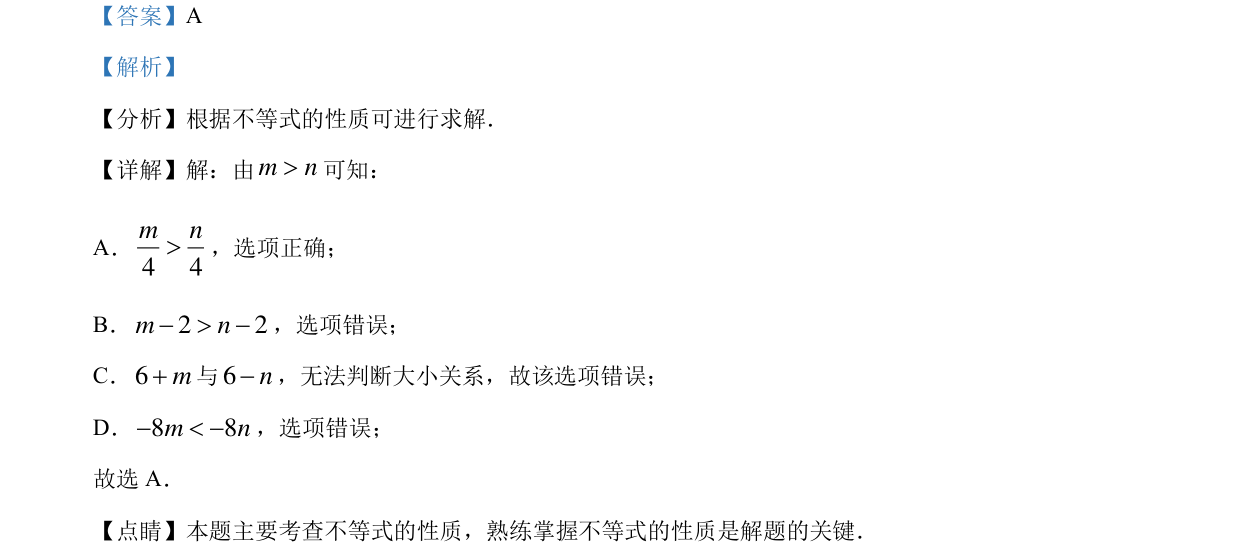 【答案】A
【解析】
【分析】根据不等式的性质可进行求解．
【详解】解：由 m > n 可知：
A． m/4 > n/4 ，选项正确；
B． m − 2 > n − 2 ，选项错误；
C． 6 + m 与 6 − n ，无法判断大小关系，故该选项错误；
D． −8m < −8n ，选项错误；
故选 A．
【点睛】本题主要考查不等式的性质，熟练掌握不等式的性质是解题的关键．